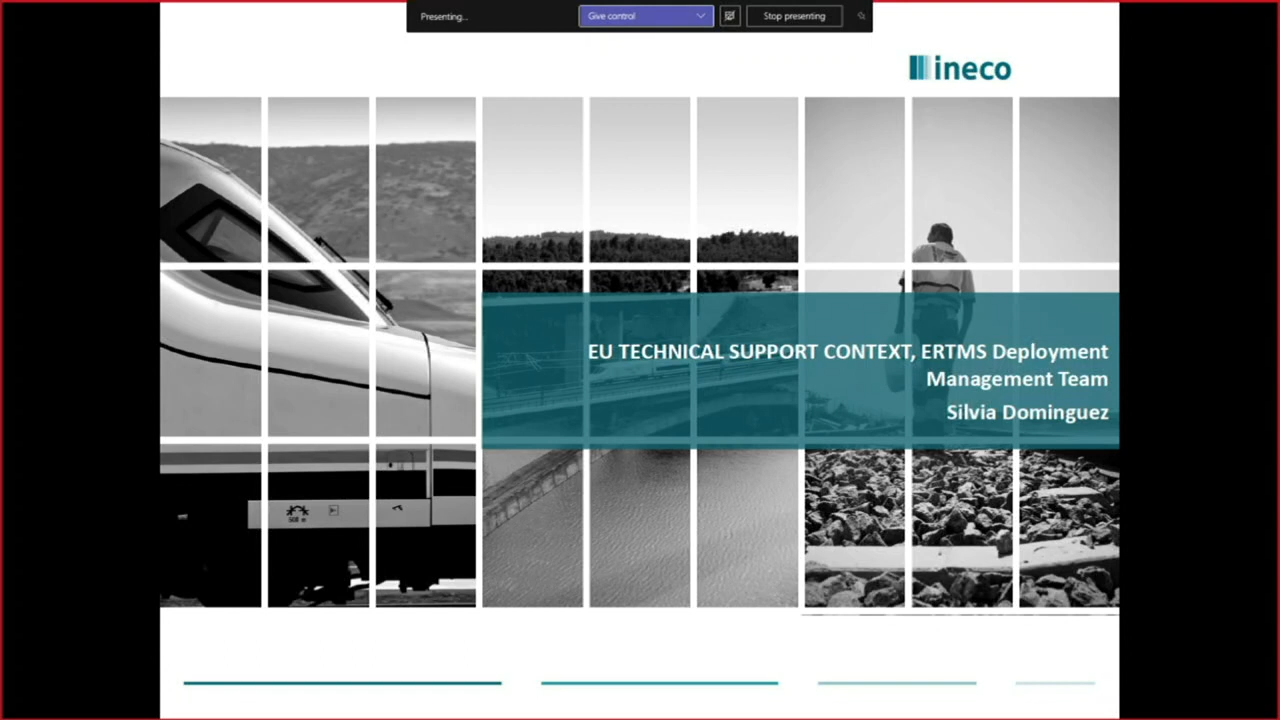 Presenting...
Give control
Stop presenting
ineco
EU TECHNICAL SUPPORT CONTEXT, ERTMS Deployment
Management Team
Silvia Dominguez